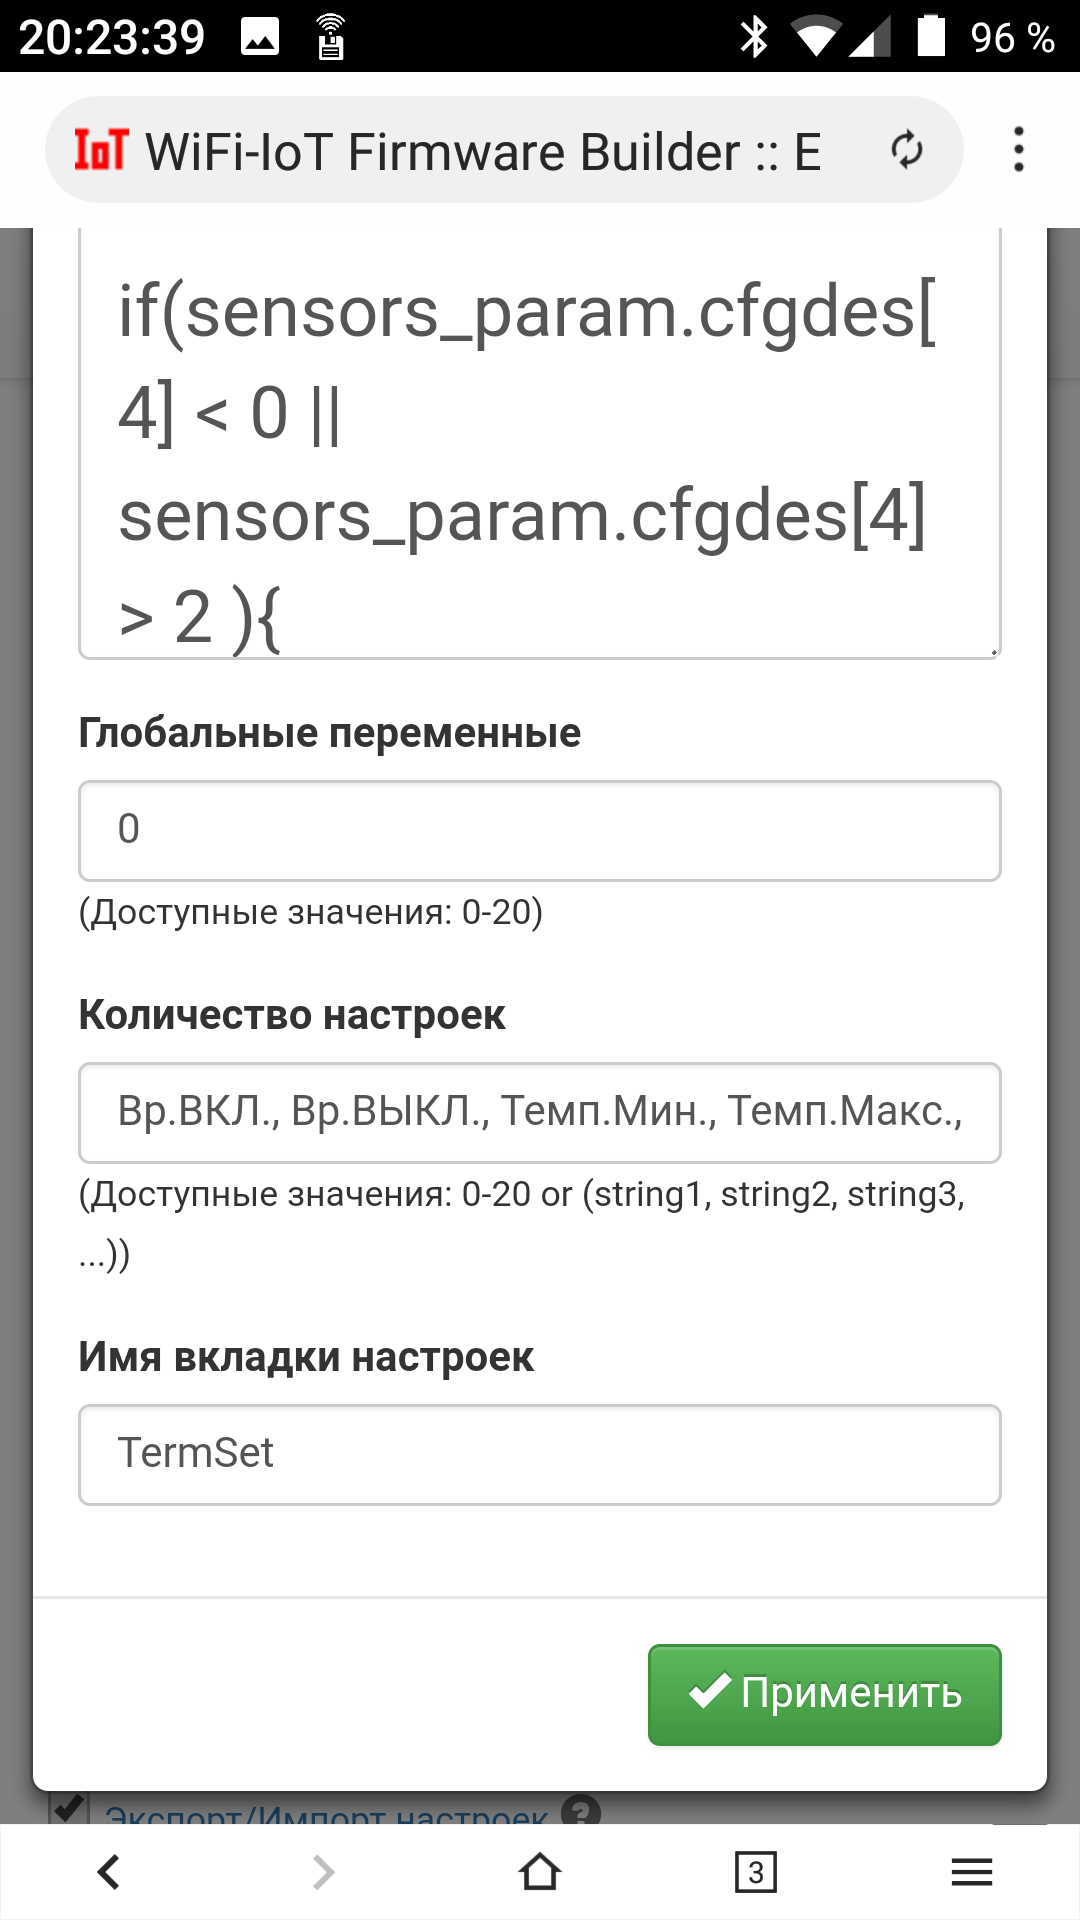 20:23:39 96 %
IoT WiFi-IoT Firmware Builder :: E
if(sensors_param.cfgdes[
4] < 0 ||
sensors_param.cfgdes[4]
> 2 ){
Глобальные переменные
0
(Доступные значения: 0-20)
Количество настроек
Вр.ВКЛ., Вр.ВЫКЛ., Темп.Мин., Темп.Макс.,
(Доступные значения: 0-20 or (string1, string2, string3,
...))
Имя вкладки настроек
TermSet
Применить
Экспорт/Импорт настроек ?
3